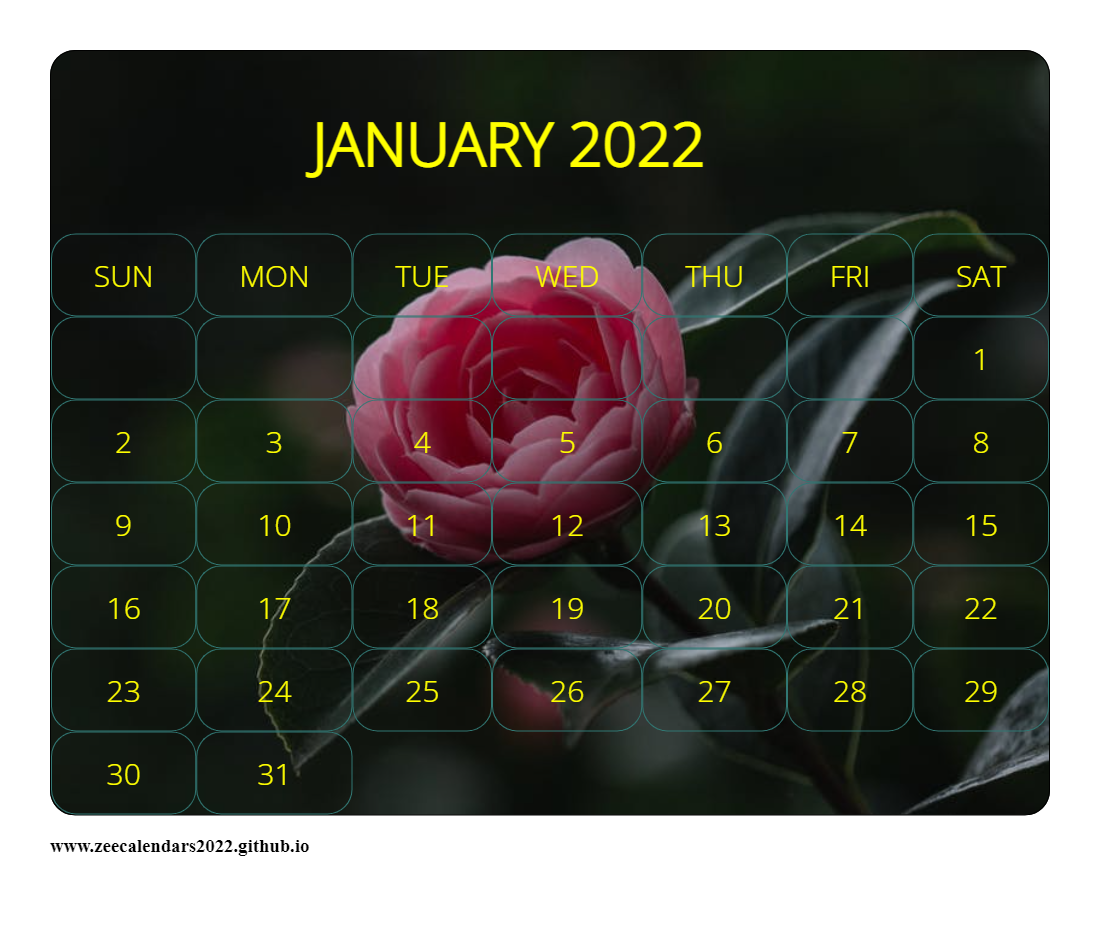 JANUARY 2022
SUN MON TUE WED THU FRI SAT
1
2 3 4 5 6 7 8
9 10 11 12 13 14 15
16 17 18 19 20 21 22
23 24 25 26 27 28 29
30 31
www.zeecalendars2022.github.io